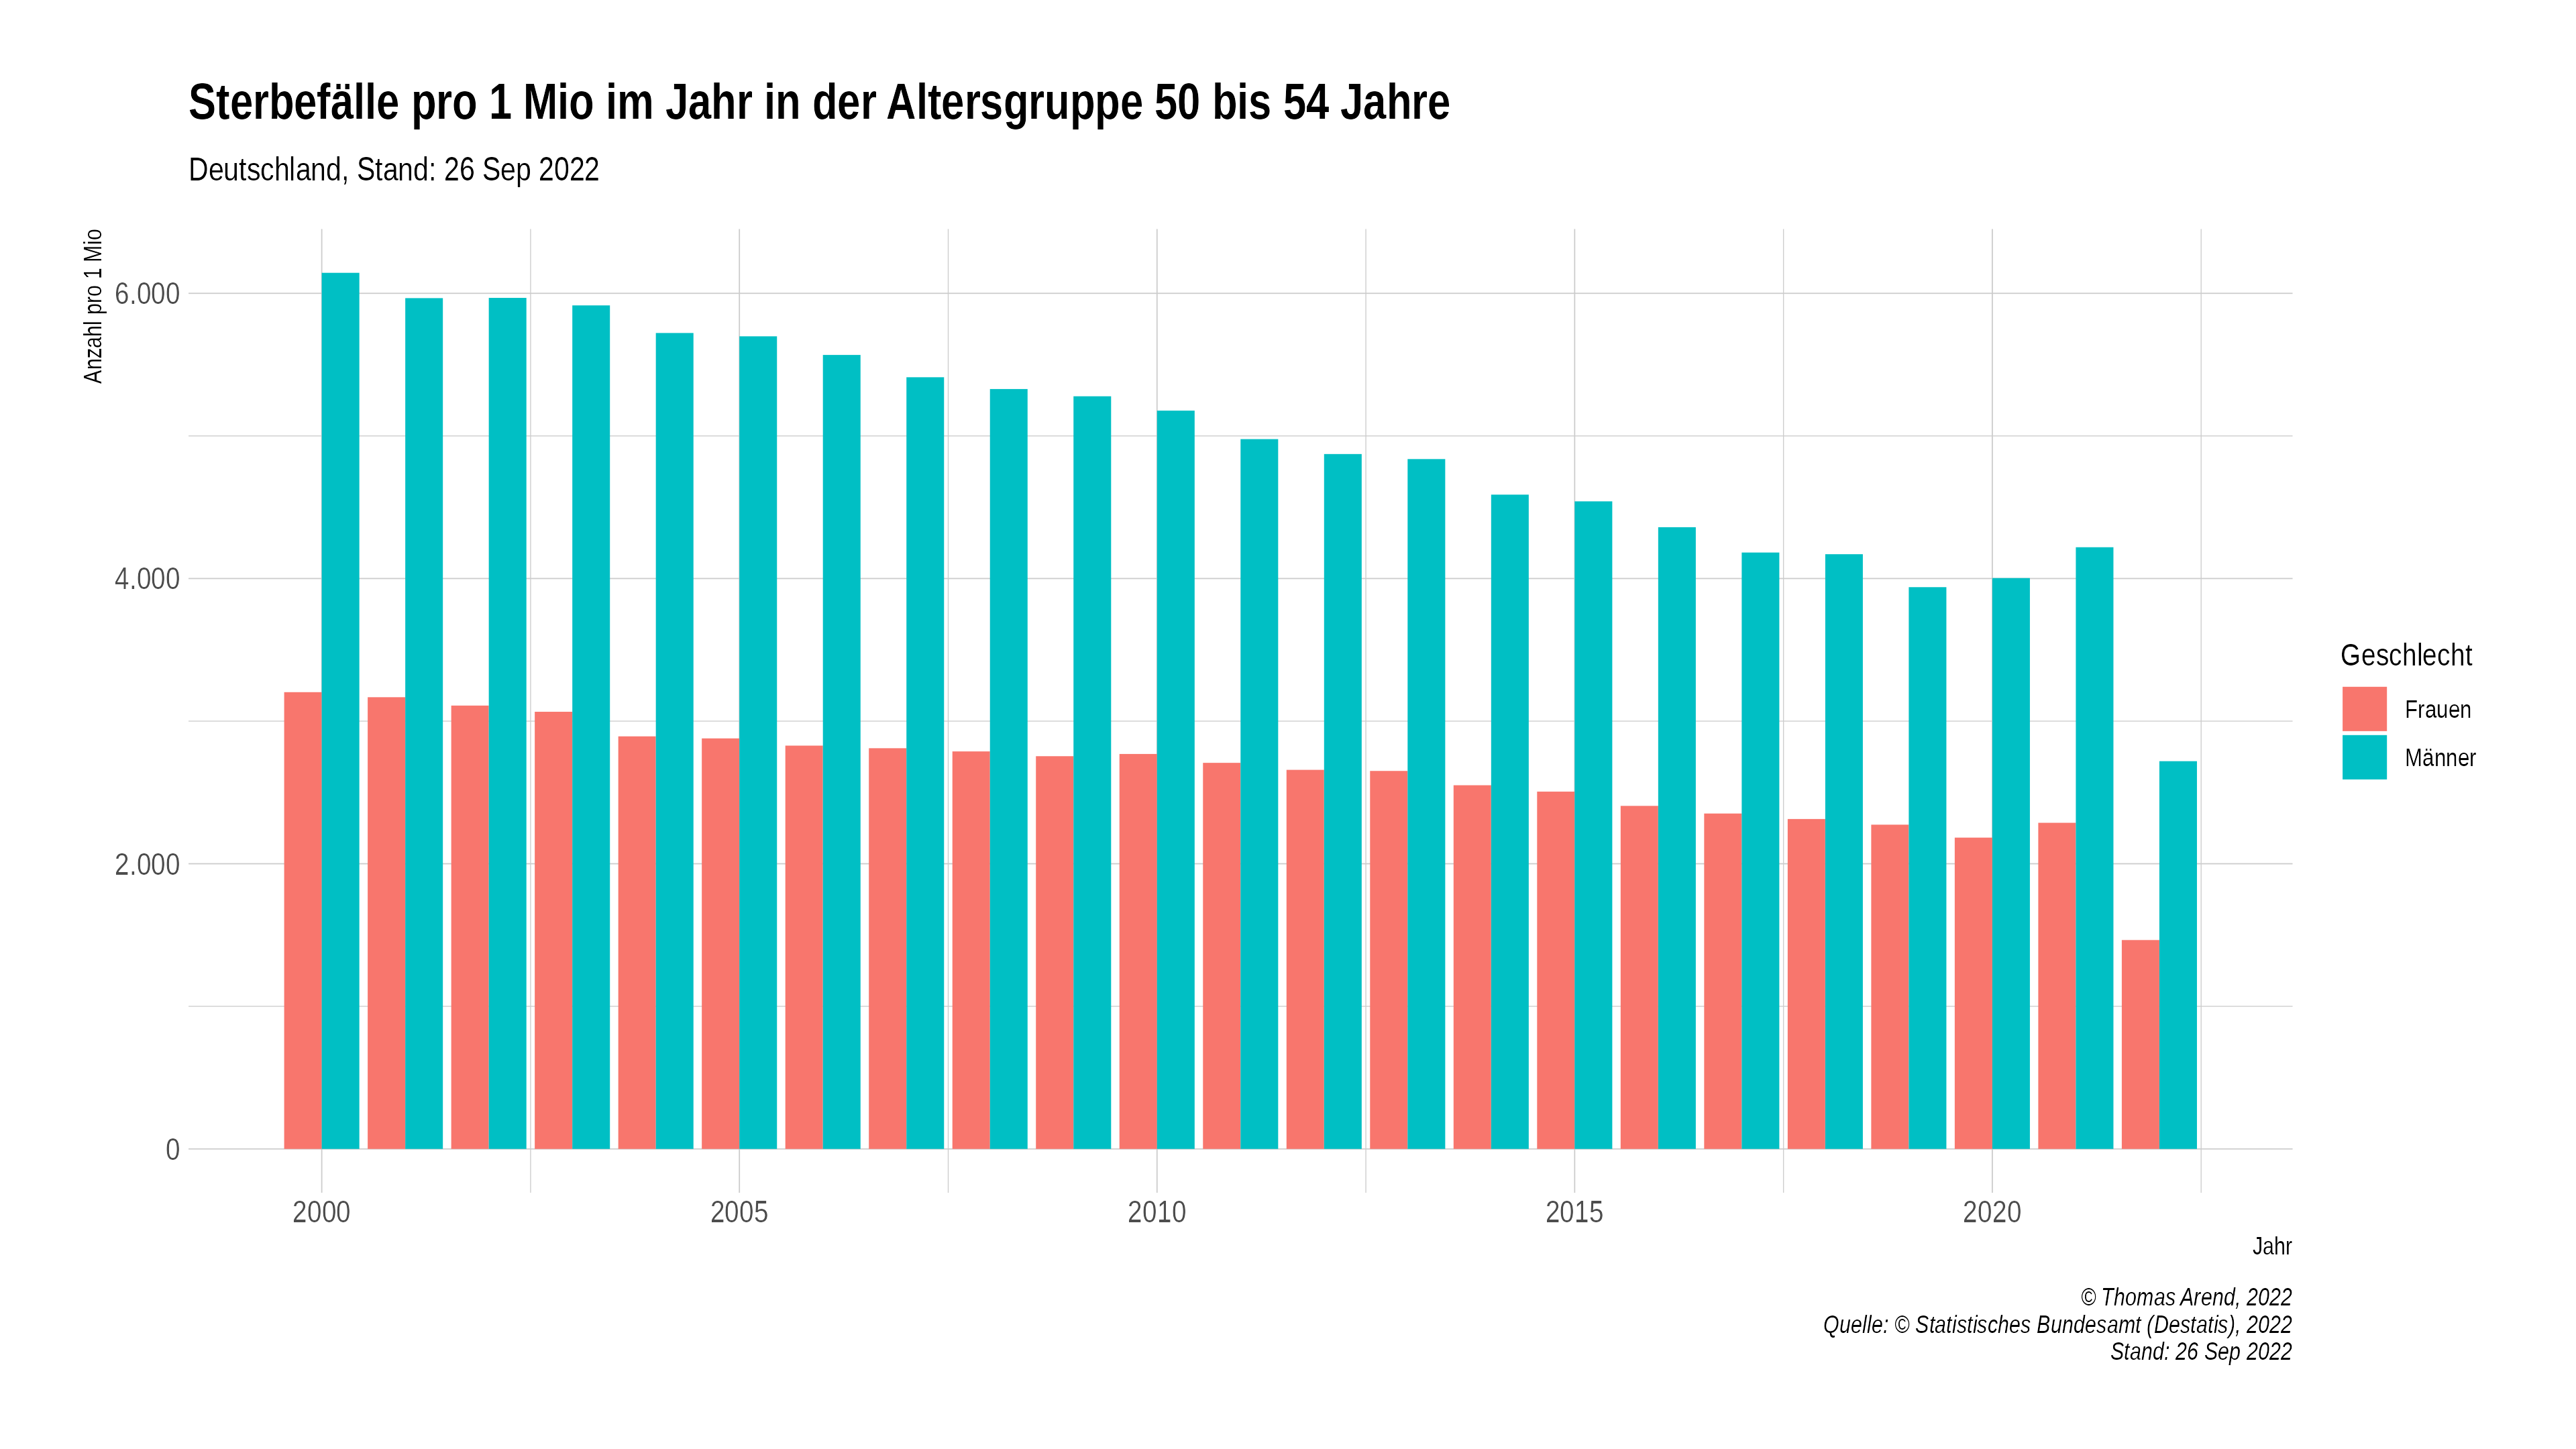 Sterbefälle pro 1 Mio im Jahr in der Altersgruppe 50 bis 54 Jahre
Deutschland, Stand: 26 Sep 2022
Anzahl pro 1 Mio
6.000
4.000
2.000
0
2000
2005
2010
2015
2020
Jahr
Geschlecht
Frauen
Männer
© Thomas Arend, 2022
Quelle: © Statistisches Bundesamt (Destatis), 2022
Stand: 26 Sep 2022